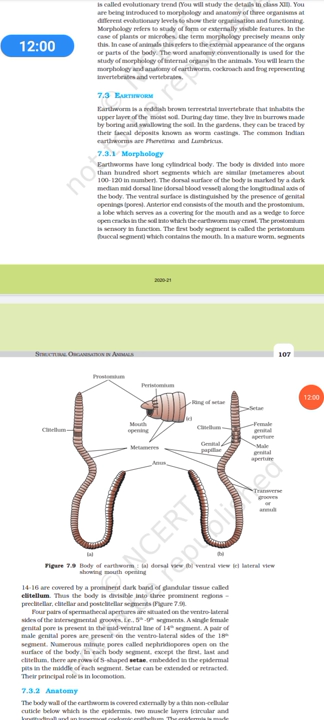 is called evolutionary trend (You will study the details in class XII). You
are being introduced to morphology and anatomy of three organisms at
different evolutionary levels to show their organisation and functioning.
Morphology refers to study of form or externally visible features. In the
case of plants or microbes, the term morphology precisely means only
this. In case of animals this refers to the external appearance of the organs
or parts of the body. The word anatomy conventionally is used for the
study of morphology of internal organs in the animals. You will learn the
morphology and anatomy of earthworm, cockroach and frog representing
invertebrates and vertebrates.
12:00
7.3 EARTHWORM
Earthworm is a reddish brown terrestrial invertebrate that inhabits the
upper layer of the moist soil. During day time, they live in burrows made
by boring and swallowing the soil. In the gardens, they can be traced by
their faecal deposits known as worm castings. The common Indian
earthworms are Pheretima and Lumbricus.
7.3.1 Morphology
Earthworms have long cylindrical body. The body is divided into more
than hundred short segments which are similar (metameres about
100-120 in number). The dorsal surface of the body is marked by a dark
median mid dorsal line (dorsal blood vessel) along the longitudinal axis of
the body. The ventral surface is distinguished by the presence of genital
openings (pores). Anterior end consists of the mouth and the prostomium,
a lobe which serves as a covering for the mouth and as a wedge to force
open cracks in the soil into which the earthworm may crawl. The prostomium
is sensory in function. The first body segment is called the peristomium
(buccal segment) which contains the mouth. In a mature worm, segments
2020-21
STRUCTURAL ORGANISATION IN ANIMALS
107
12:00
Prostomium
Peristomium
Ring of setae
(c)
Setae
Mouth
opening
Clitellum
Clitellum
Female
genital
aperture
Metameres
Genital
papillae
Male
genital
aperture
Anus
Transverse
grooves
or
annuli
(a)
(b)
Figure 7.9 Body of earthworm : (a) dorsal view (b) ventral view (c) lateral view
showing mouth opening
14-16 are covered by a prominent dark band of glandular tissue called
clitellum. Thus the body is divisible into three prominent regions –
preclitellar, clitellar and postclitellar segments (Figure 7.9).
Four pairs of spermathecal apertures are situated on the ventro-lateral
sides of the intersegmental grooves, i.e., 5th -9th segments. A single female
genital pore is present in the mid-ventral line of 14th segment. A pair of
male genital pores are present on the ventro-lateral sides of the 18th
segment. Numerous minute pores called nephridiopores open on the
surface of the body. In each body segment, except the first, last and
clitellum, there are rows of S-shaped setae, embedded in the epidermal
pits in the middle of each segment. Setae can be extended or retracted.
Their principal role is in locomotion.
7.3.2 Anatomy
The body wall of the earthworm is covered externally by a thin non-cellular
cuticle below which is the epidermis, two muscle layers (circular and
longitudinal) and an innermost coelomic epithelium. The epidermis is made
© NCERT
not to be republished